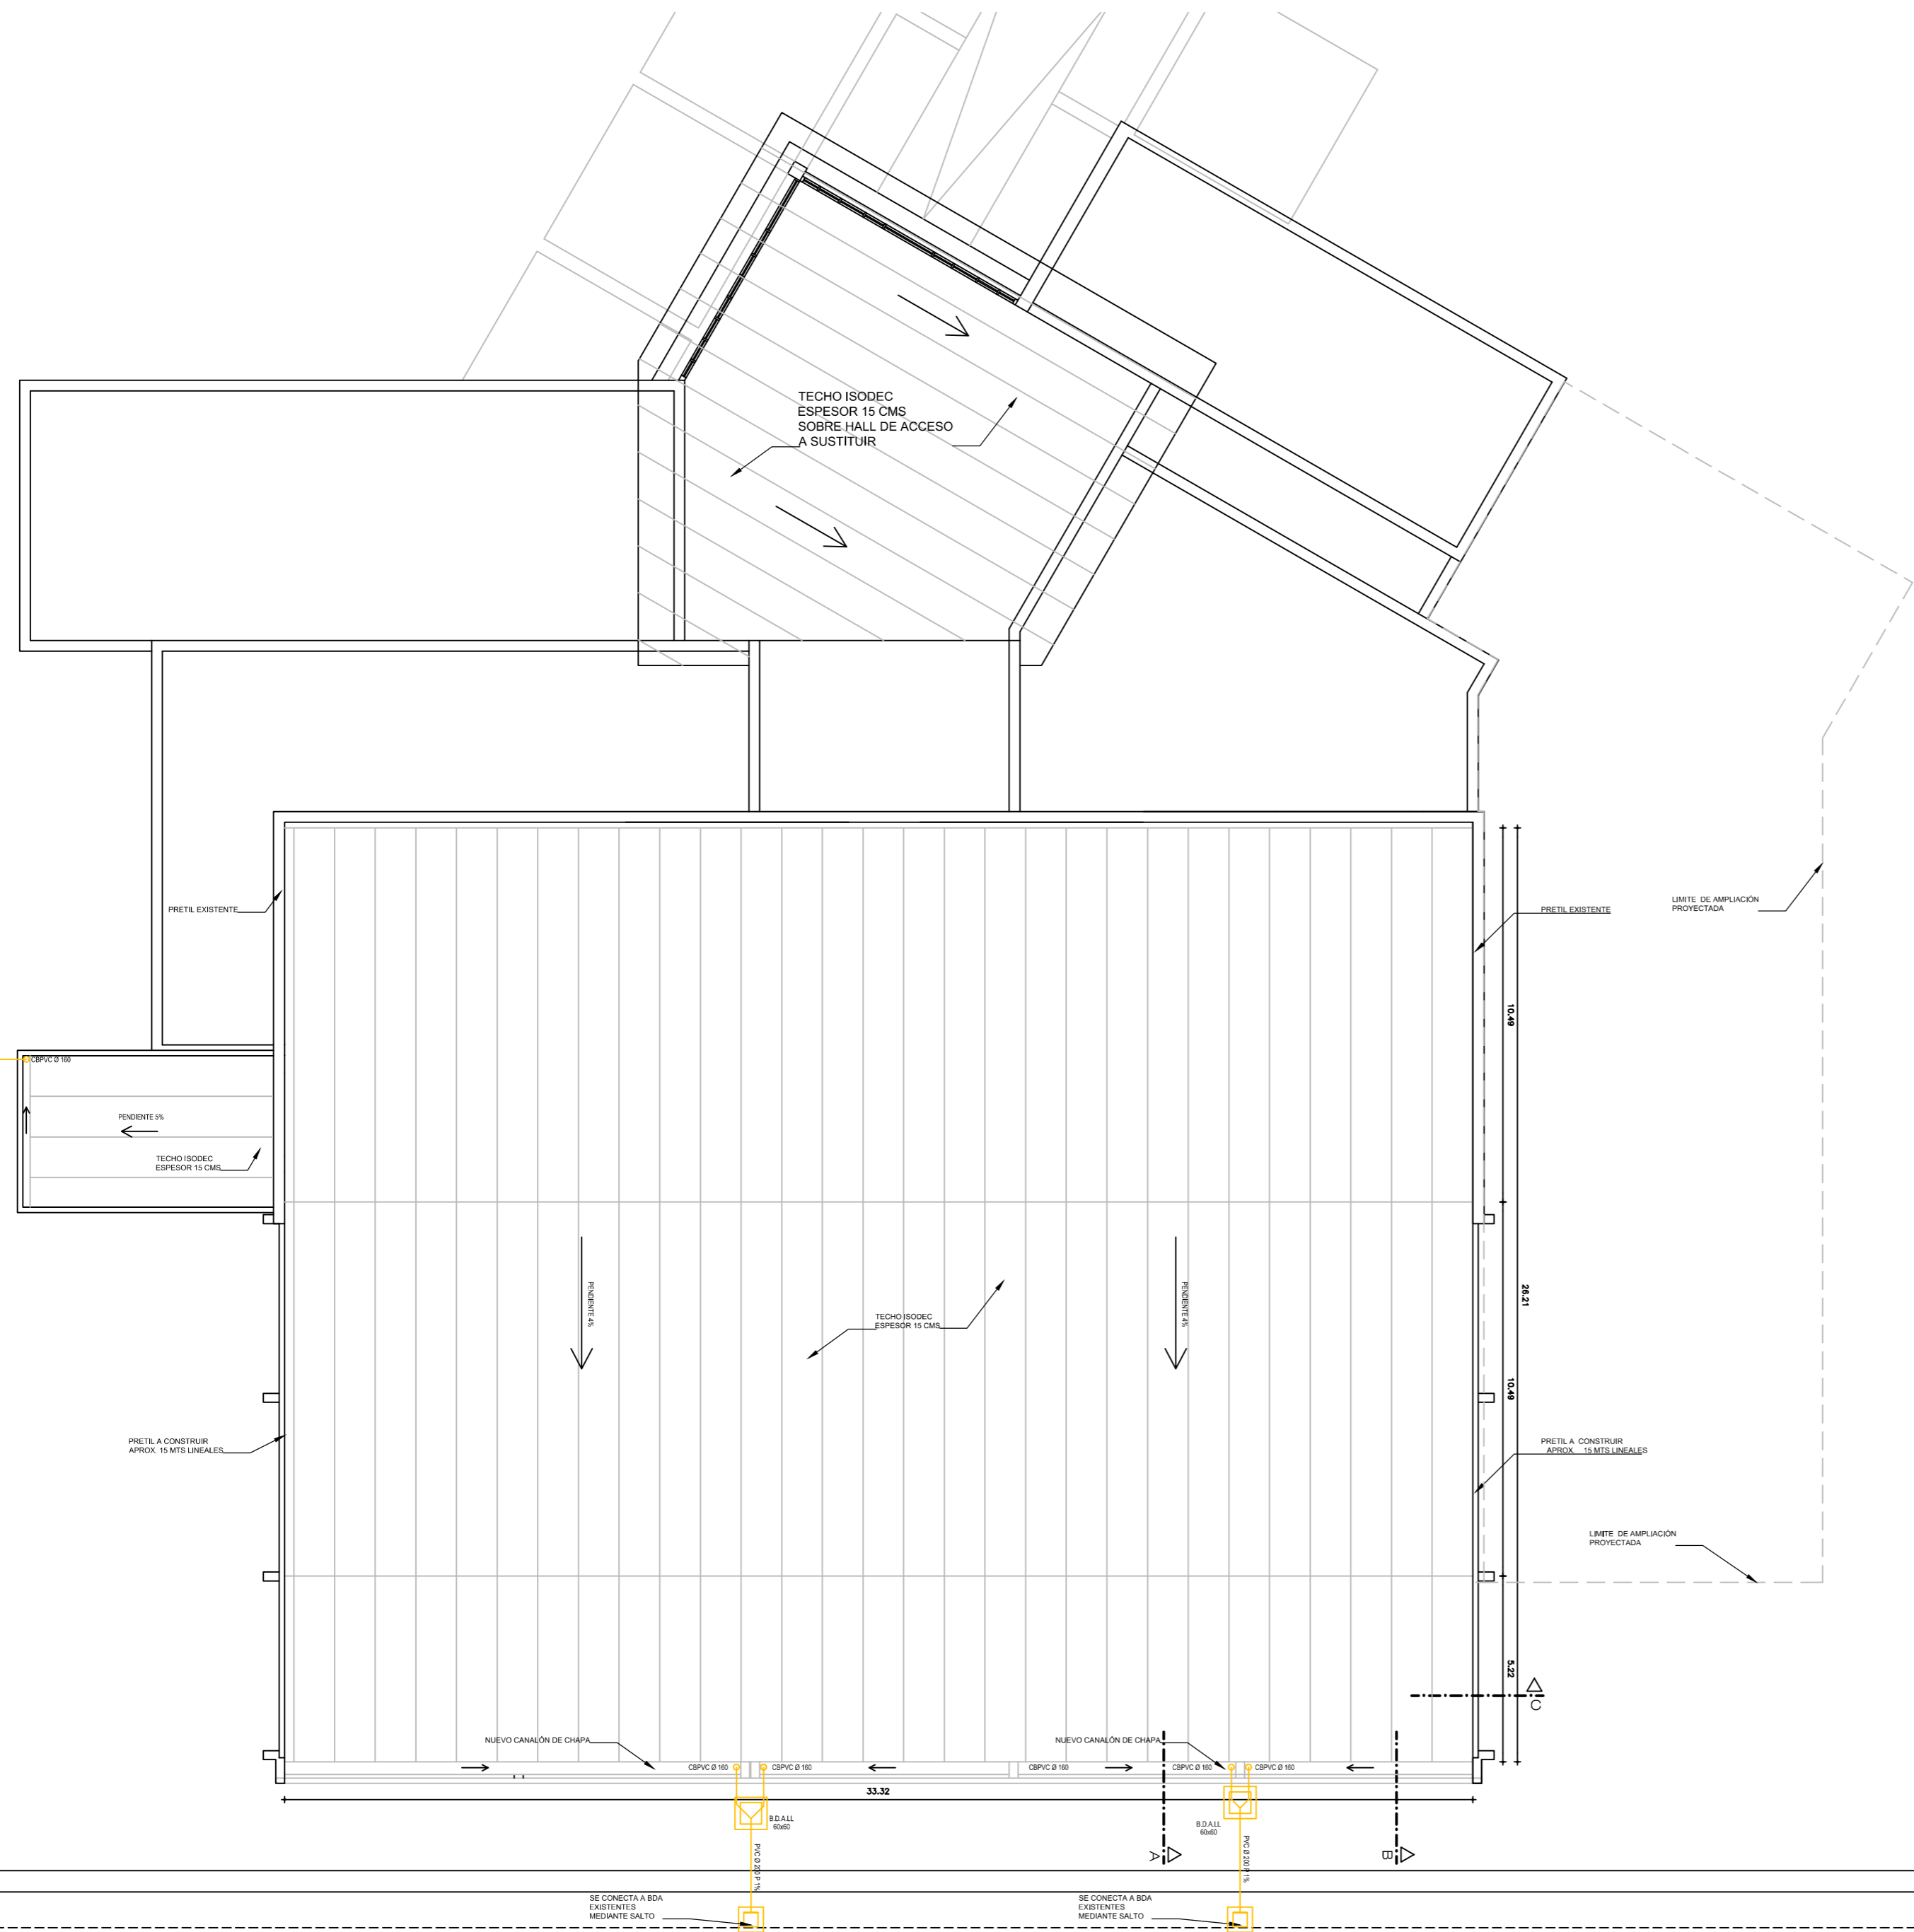 TECHO ISODEC
ESPESOR 15 CMS
SOBRE HALL DE ACCESO
A SUSTITUIR
PRETIL EXISTENTE
PRETIL EXISTENTE
LIMITE DE AMPLIACIÓN
PROYECTADA
10.49
CBPVC Ø 160
PENDIENTE 5%
TECHO ISODEC
ESPESOR 15 CMS
PENDIENTE 4%
PENDIENTE 4%
26.21
TECHO ISODEC
ESPESOR 15 CMS
10.49
PRETIL A CONSTRUIR
APROX. 15 MTS LINEALES
PRETIL A CONSTRUIR
APROX. 15 MTS LINEALES
LIMITE DE AMPLIACIÓN
PROYECTADA
5.22
C
NUEVO CANALÓN DE CHAPA
NUEVO CANALÓN DE CHAPA
CBPVC Ø 160
CBPVC Ø 160
CBPVC Ø 160
CBPVC Ø 160
CBPVC Ø 160
33.32
B.D.A.LL
60x60
B.D.A.LL
60x60
A
B
PVC Ø 200 P 1%
PVC Ø 200 P 1%
SE CONECTA A BDA
EXISTENTES
MEDIANTE SALTO
SE CONECTA A BDA
EXISTENTES
MEDIANTE SALTO